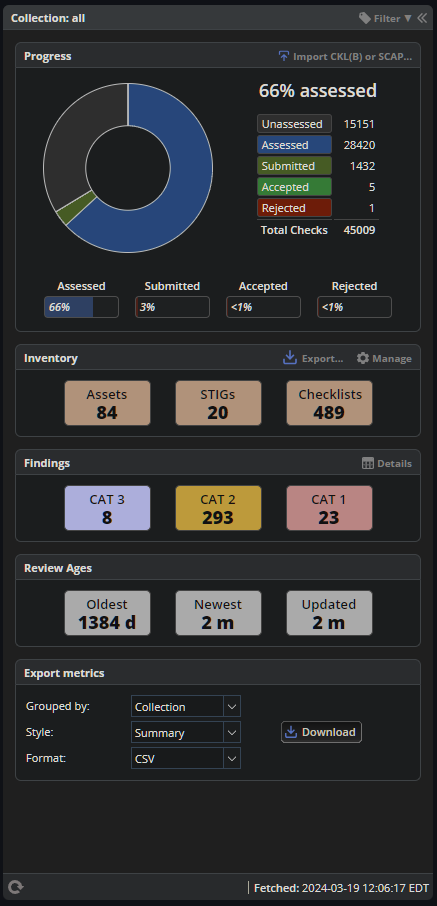 Collection: all Filter ▼
Progress Import CKL(B) or SCAP...
66% assessed
Unassessed 15151
Assessed 28420
Submitted 1432
Accepted 5
Rejected 1
Total Checks 45009
Assessed Submitted Accepted Rejected
66% 3% <1% <1%
Inventory Export... Manage
Assets STIGs Checklists
84 20 489
Findings Details
CAT 3 CAT 2 CAT 1
8 293 23
Review Ages
Oldest Newest Updated
1384 d 2 m 2 m
Export metrics
Grouped by: Collection
Style: Summary Download
Format: CSV
Fetched: 2024-03-19 12:06:17 EDT